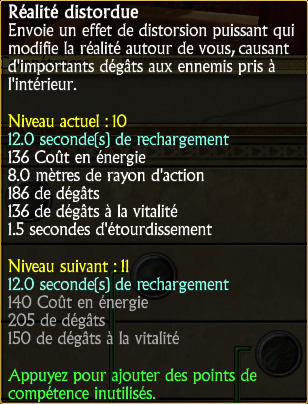 Réalité distordue
Envoie un effet de distorsion puissant qui
modifie la réalité autour de vous, causant
d'importants dégâts aux ennemis pris à
l'intérieur.
Niveau actuel : 10
12.0 seconde(s) de rechargement
136 Coût en énergie
8.0 mètres de rayon d'action
186 de dégâts
136 de dégâts à la vitalité
1.5 secondes d'étourdissement
Niveau suivant : 11
12.0 seconde(s) de rechargement
140 Coût en énergie
205 de dégâts
150 de dégâts à la vitalité
Appuyez pour ajouter des points de
compétence inutilisés.